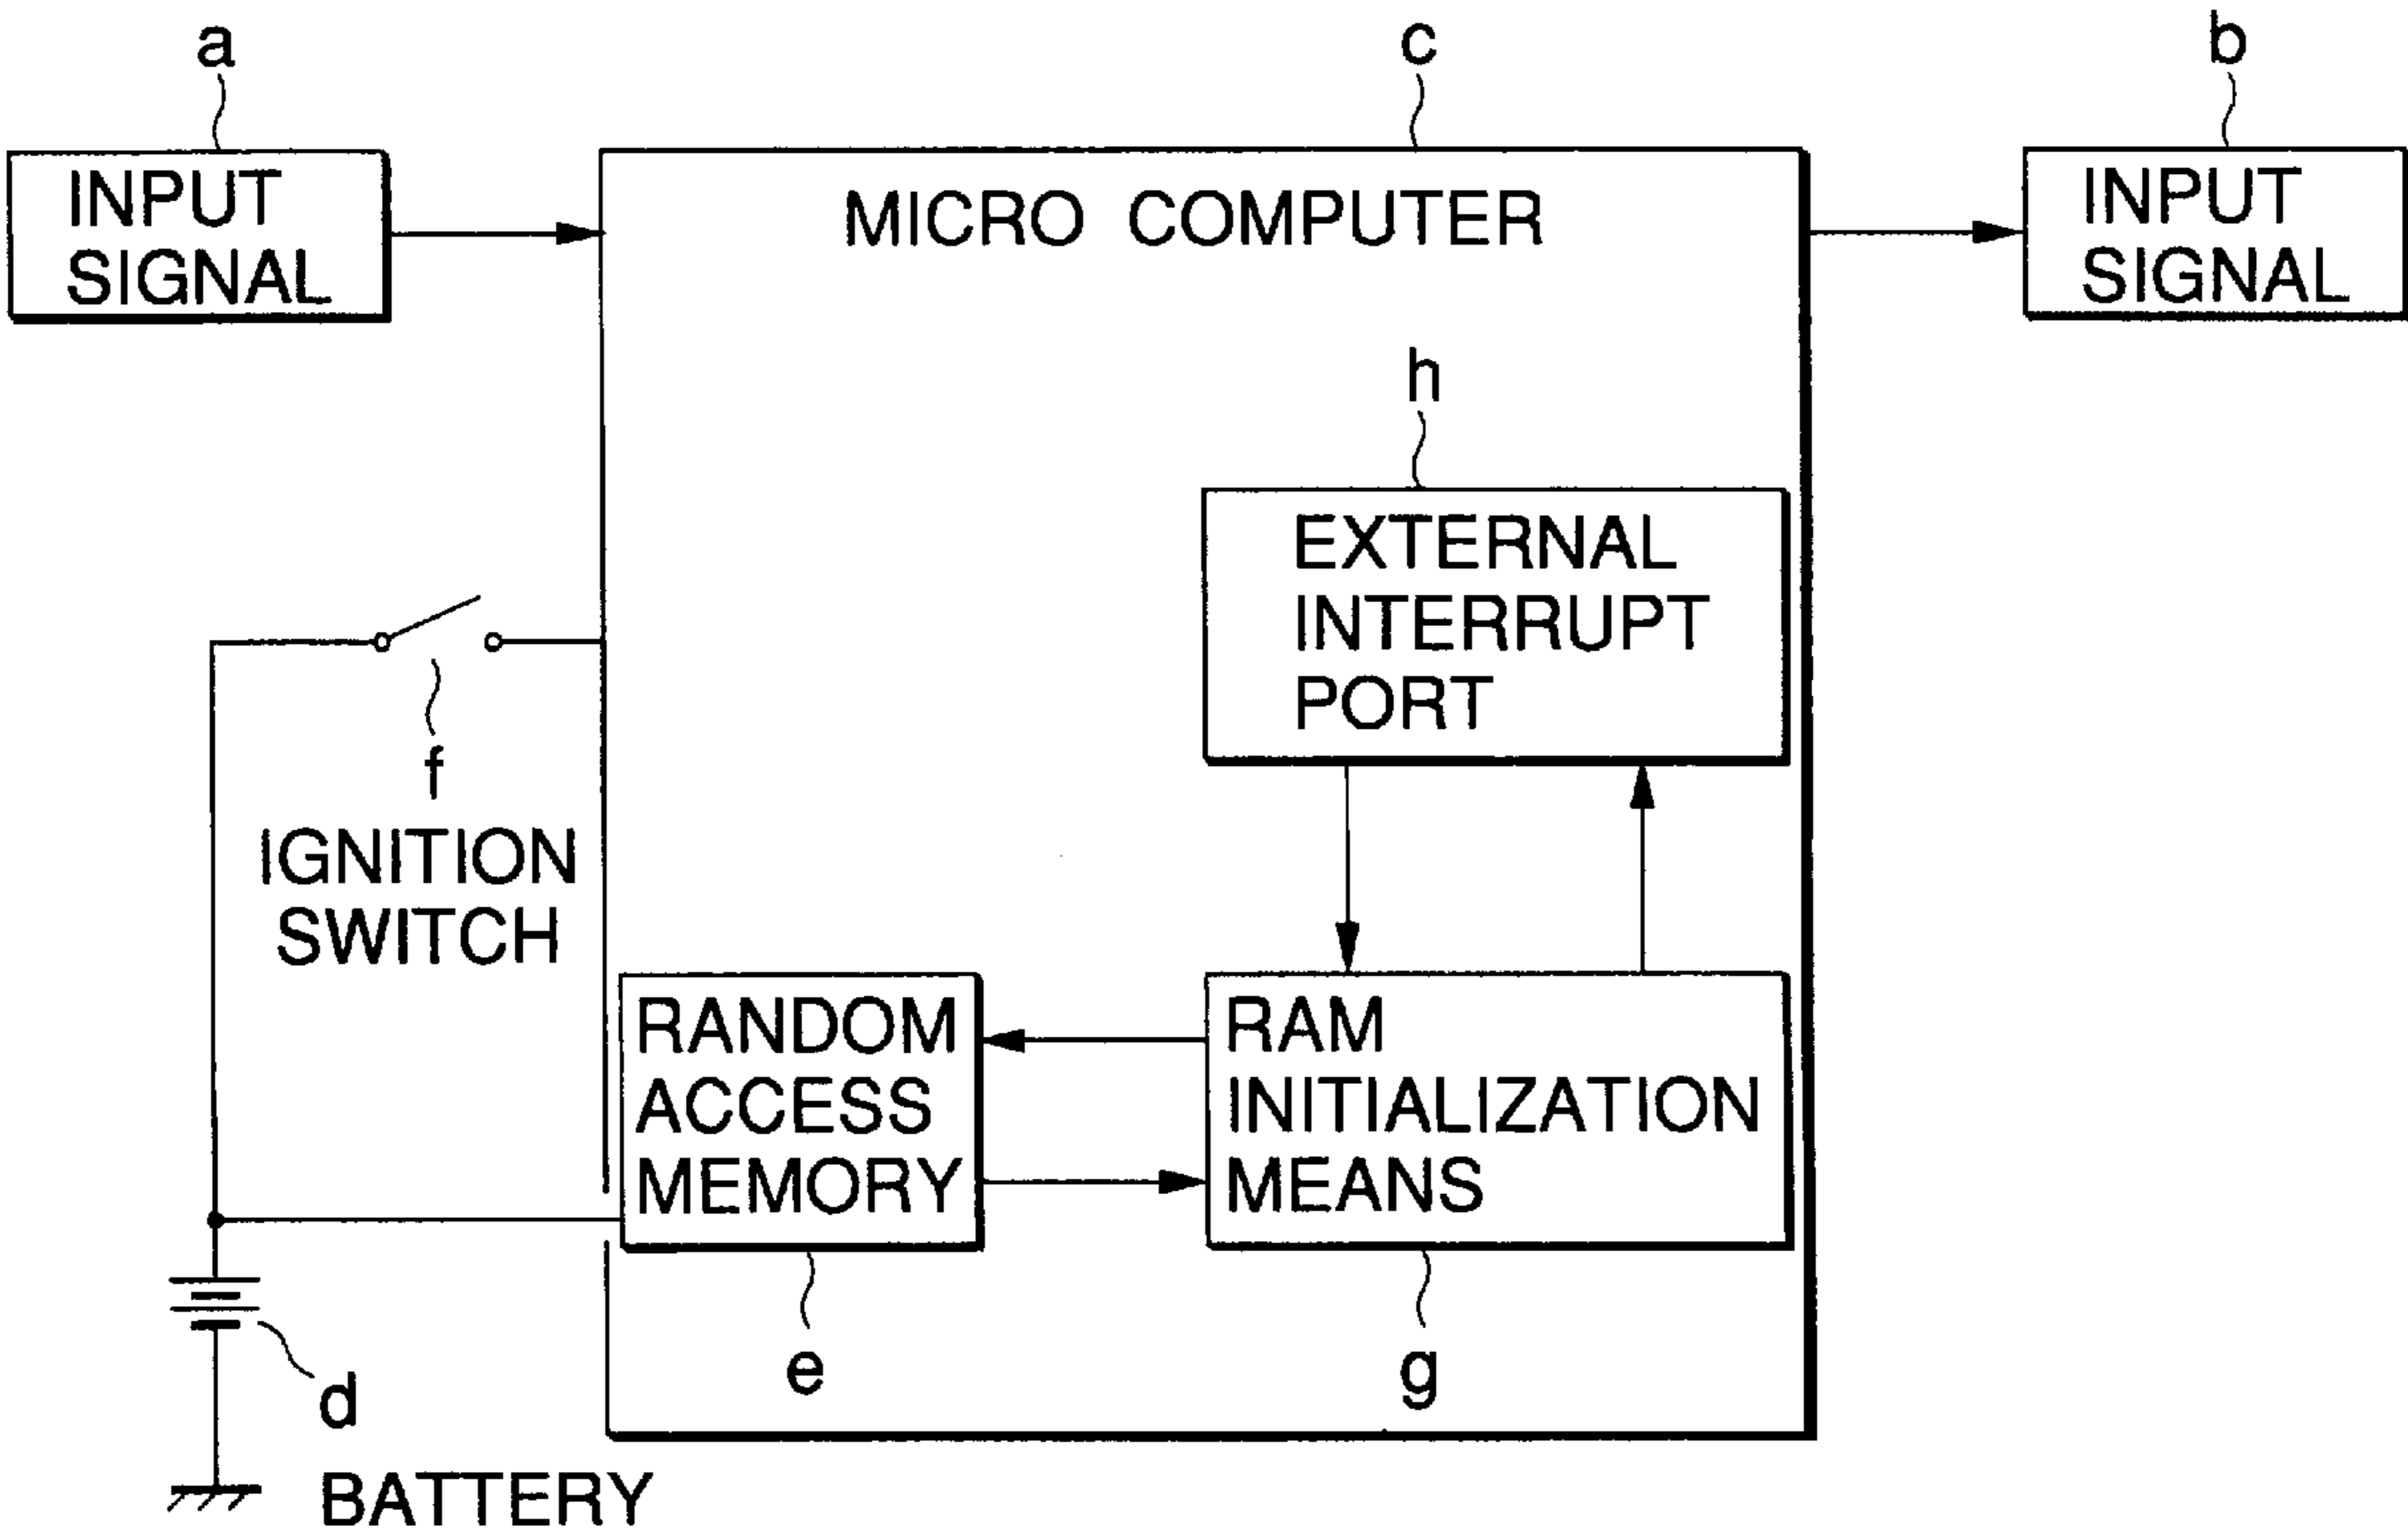 a
c
b
INPUT
SIGNAL
MICRO COMPUTER
INPUT
SIGNAL
h
EXTERNAL
INTERRUPT
PORT
f
IGNITION
SWITCH
RANDOM
ACCESS
MEMORY
RAM
INITIALIZATION
MEANS
e
g
d
BATTERY